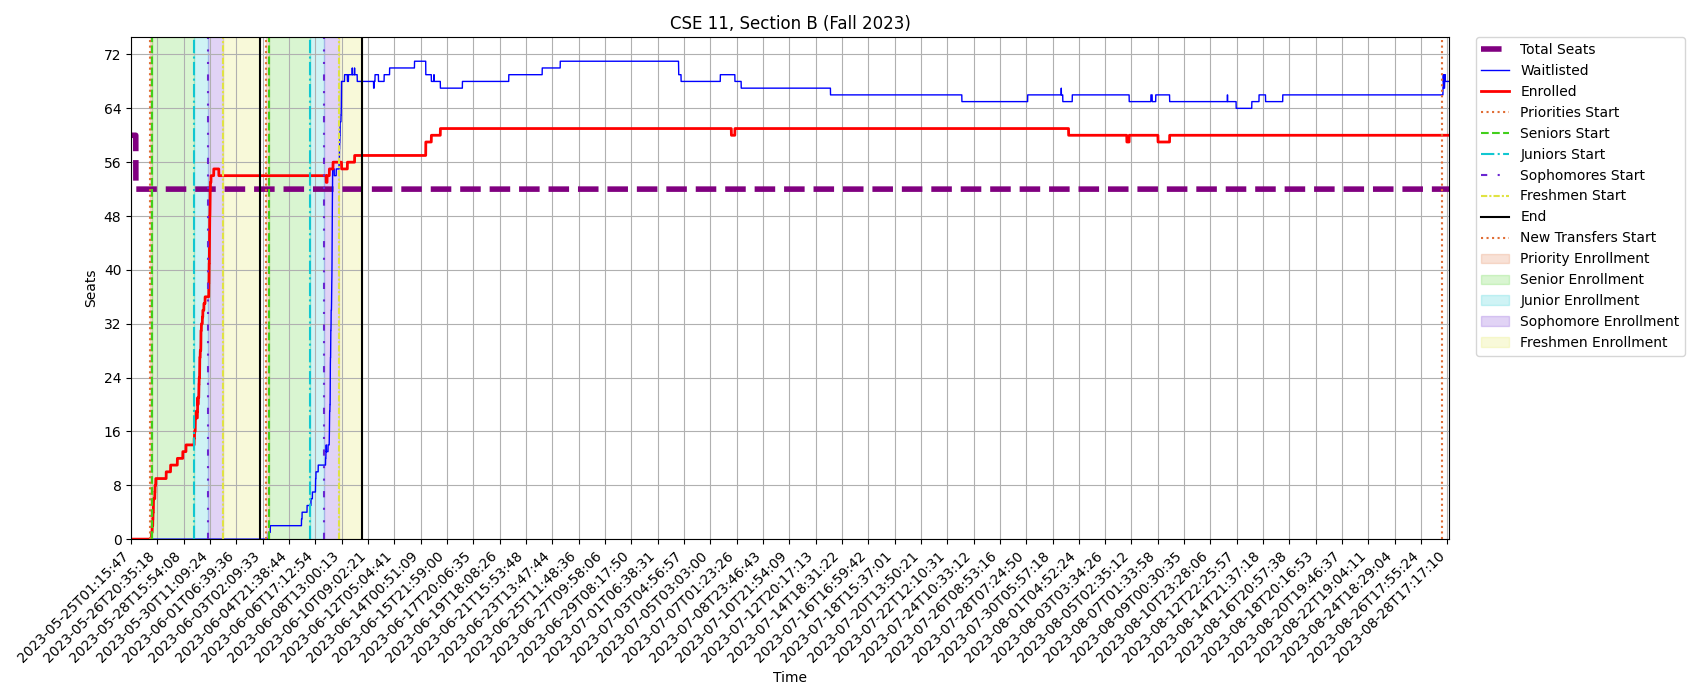 CSE 11, Section B (Fall 2023)
Seats
72
64
56
48
40
32
24
16
8
0
2023-05-25T01:15:47
2023-05-26T20:35:18
2023-05-28T15:54:08
2023-05-30T11:09:24
2023-06-01T06:39:36
2023-06-03T02:09:33
2023-06-04T21:38:44
2023-06-06T17:12:54
2023-06-08T13:00:13
2023-06-10T09:02:21
2023-06-12T05:04:41
2023-06-14T00:51:09
2023-06-15T21:59:00
2023-06-17T20:06:35
2023-06-19T18:08:26
2023-06-21T15:53:48
2023-06-23T13:47:44
2023-06-25T11:48:36
2023-06-27T09:58:06
2023-06-29T08:17:50
2023-07-01T06:38:31
2023-07-03T04:56:57
2023-07-05T03:03:00
2023-07-07T01:23:26
2023-07-08T23:46:43
2023-07-10T21:54:09
2023-07-12T20:17:13
2023-07-14T18:31:22
2023-07-16T16:59:42
2023-07-18T15:37:01
2023-07-20T13:50:21
2023-07-22T12:10:31
2023-07-24T10:33:12
2023-07-26T08:53:16
2023-07-28T07:24:50
2023-07-30T05:57:18
2023-08-01T04:52:24
2023-08-03T03:34:26
2023-08-05T02:35:12
2023-08-07T01:33:58
2023-08-09T00:30:35
2023-08-10T23:28:06
2023-08-12T22:25:57
2023-08-14T21:37:18
2023-08-16T20:57:38
2023-08-18T20:16:53
2023-08-20T19:46:37
2023-08-22T19:04:11
2023-08-24T18:29:04
2023-08-26T17:55:24
2023-08-28T17:17:10
Time
Total Seats
Waitlisted
Enrolled
Priorities Start
Seniors Start
Juniors Start
Sophomores Start
Freshmen Start
End
New Transfers Start
Priority Enrollment
Senior Enrollment
Junior Enrollment
Sophomore Enrollment
Freshmen Enrollment